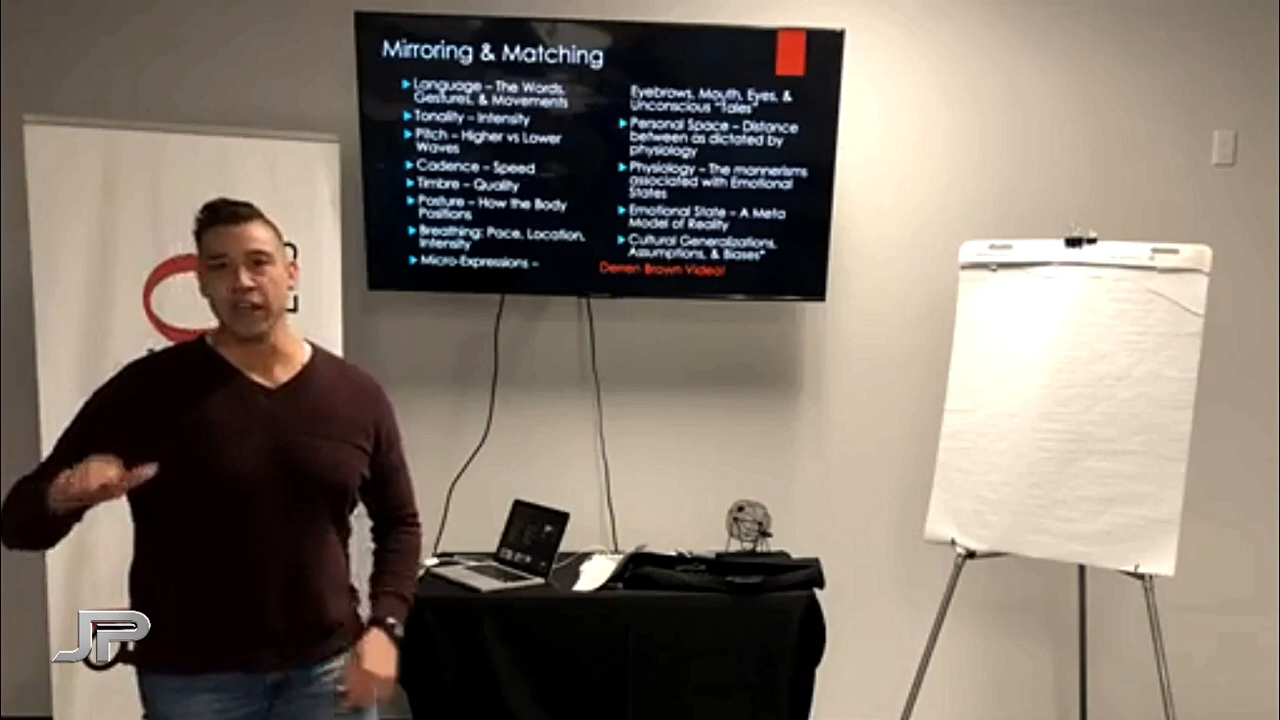 Mirroring & Matching
Language – The Words,
Gestures, & Movements
Tonality – Intensity
Pitch – Higher vs Lower
Waves
Cadence – Speed
Timbre – Quality
Posture – How the Body
Positions
Breathing: Pace, Location,
Intensity
Micro-Expressions –
Eyebrows, Mouth, Eyes, &
Unconscious "Tales"
Personal Space – Distance
between as dictated by
physiology
Physiology – The mannerisms
associated with Emotional
States
Emotional State – A Meta
Model of Reality
Cultural Generalizations,
Assumptions, & Biases*
Derren Brown Video!
JP